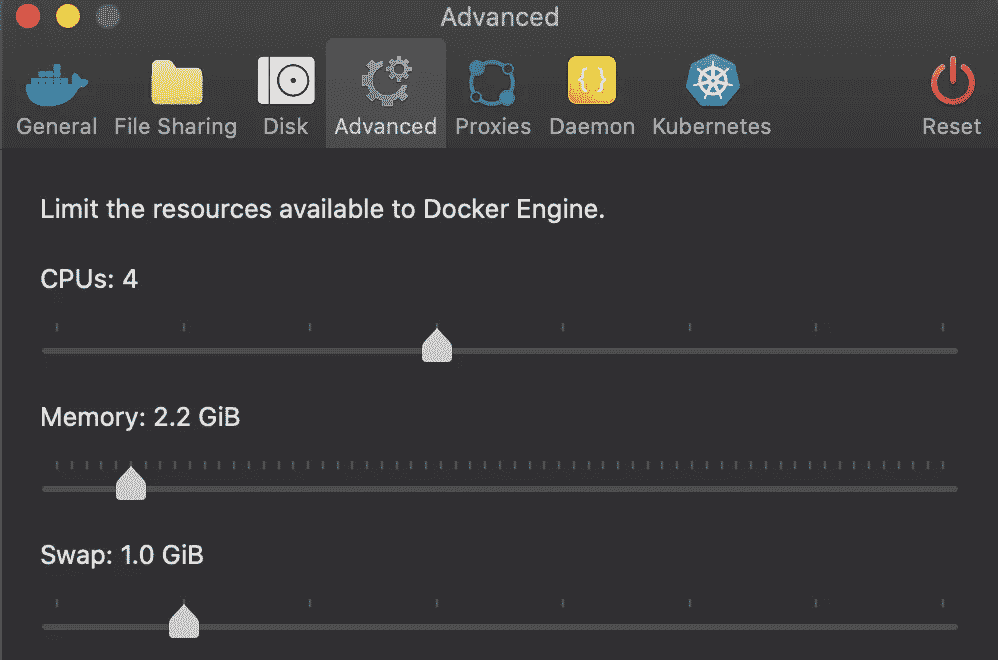 Advanced
General File Sharing Disk Advanced Proxies Daemon Kubernetes Reset
Limit the resources available to Docker Engine.
CPUs: 4
Memory: 2.2 GiB
Swap: 1.0 GiB